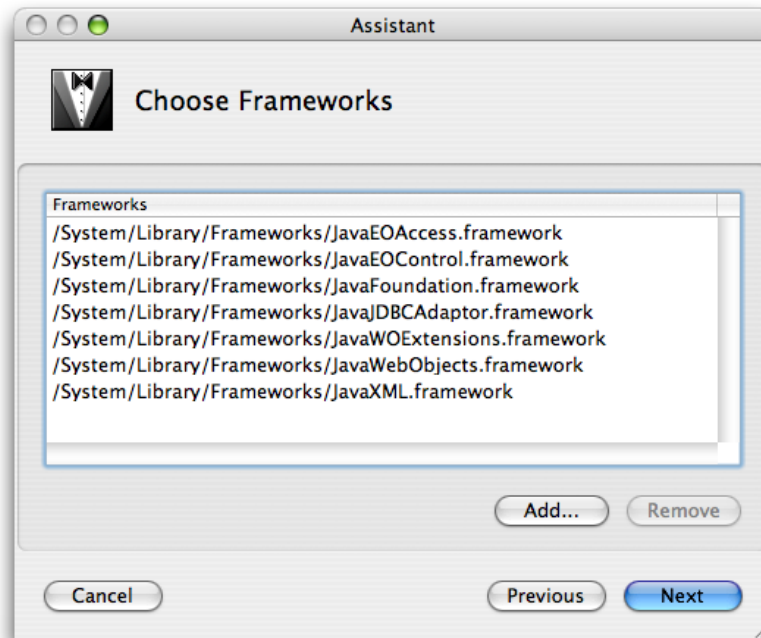 Assistant
Choose Frameworks
Frameworks
/System/Library/Frameworks/JavaEOAccess.framework
/System/Library/Frameworks/JavaEOControl.framework
/System/Library/Frameworks/JavaFoundation.framework
/System/Library/Frameworks/JavaJDBCAdaptor.framework
/System/Library/Frameworks/JavaWOExtensions.framework
/System/Library/Frameworks/JavaWebObjects.framework
/System/Library/Frameworks/JavaXML.framework
Add... Remove
Cancel Previous Next